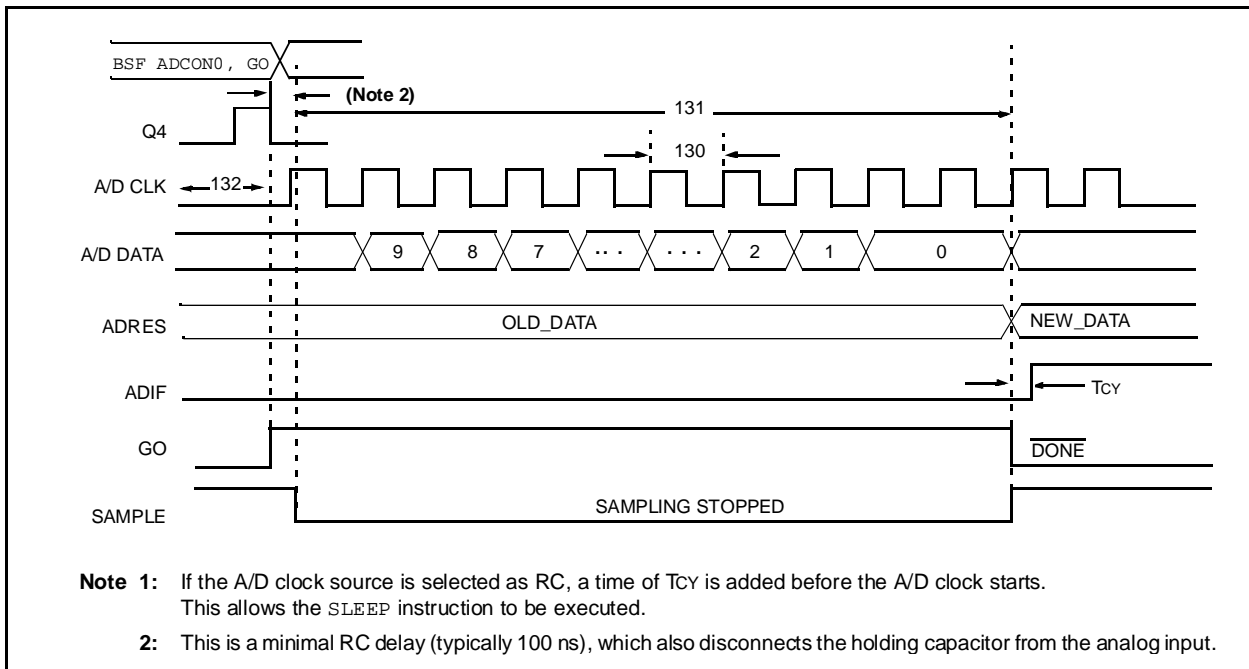 BSF ADCON0, GO
(Note 2)
131
Q4
130
A/D CLK
132
A/D DATA
9 8 7 ... ... 2 1 0
ADRES
OLD_DATA
NEW_DATA
ADIF
TCY
GO
DONE
SAMPLE
SAMPLING STOPPED
Note 1: If the A/D clock source is selected as RC, a time of TCY is added before the A/D clock starts.
This allows the SLEEP instruction to be executed.
2: This is a minimal RC delay (typically 100 ns), which also disconnects the holding capacitor from the analog input.